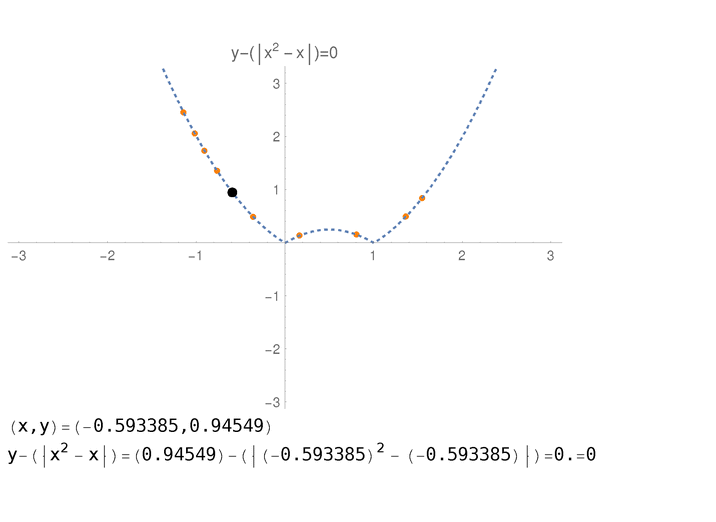 y−(|x² − x|)=0
3
2
1
−3 −2 −1 1 2 3
−1
−2
−3
(x,y)=(−0.593385,0.94549)
y−(|x² − x|)=(0.94549)−(|(−0.593385)² − (−0.593385)|)=0.=0